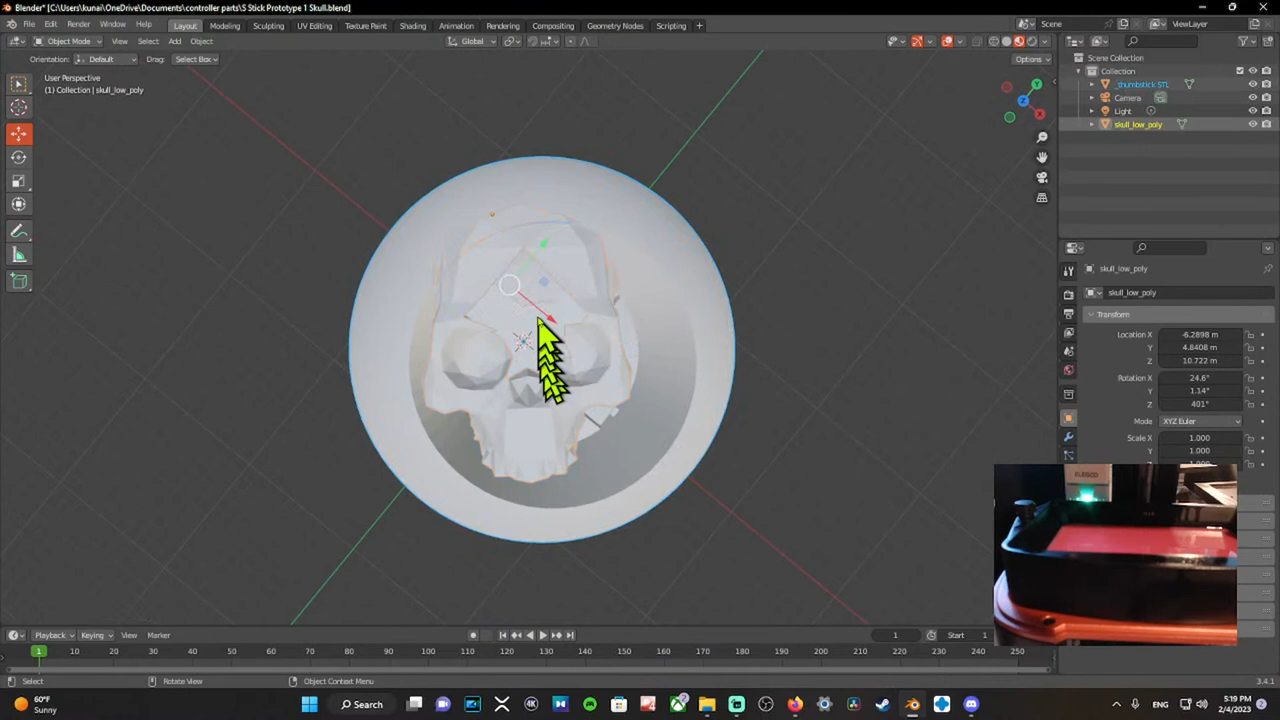 Blender* [C:\Users\kunai\OneDrive\Documents\controller parts\S Stick Prototype 1 Skull.blend]
File Edit Render Window Help Layout Modeling Sculpting UV Editing Texture Paint Shading Animation Rendering Compositing Geometry Nodes Scripting + Scene ViewLayer
Object Mode View Select Add Object Global
Orientation: Default Drag: Select Box Options
User Perspective
(1) Collection | skull_low_poly
Scene Collection
Collection
_thumbstick STL
Camera
Light
skull_low_poly
Z
Y
X
skull_low_poly
skull_low_poly
Transform
Location X -6.2898 m
Y 4.8408 m
Z 10.722 m
Rotation X 24.6°
Y 1.14°
Z 401°
Mode XYZ Euler
Scale X 1.000
Y 1.000
ELEGOO
Playback Keying View Marker 1 Start 1
1 10 20 30 40 50 60 70 80 90 100 110 120 130 140 150 160 170 180 190 200 210 220 230 240 250
Select Rotate View Object Context Menu 3.4.1
60°F
Sunny
Search
ENG
5:19 PM
2/4/2023